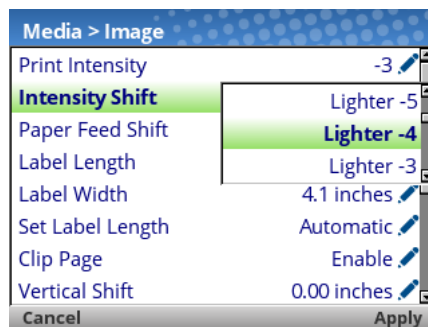 Media > Image
Print Intensity -3
Intensity Shift Lighter -5
Paper Feed Shift Lighter -4
Label Length Lighter -3
Label Width 4.1 inches
Set Label Length Automatic
Clip Page Enable
Vertical Shift 0.00 inches
Cancel Apply